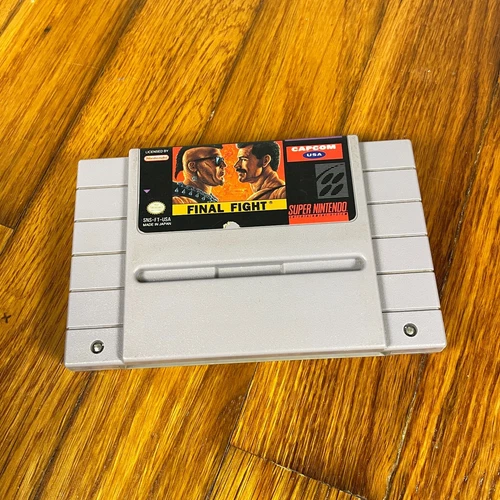 LICENSED BY
Nintendo
CAPCOM
USA
FINAL FIGHT®
SNS-FT-USA
MADE IN JAPAN
SUPER NINTENDO